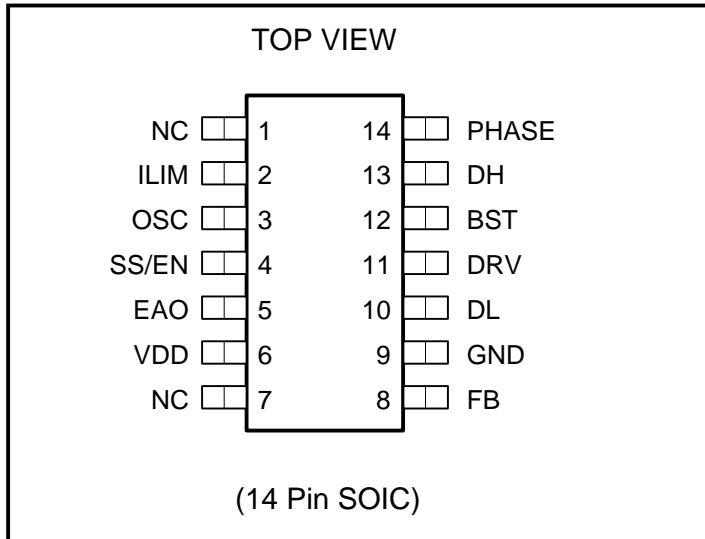 TOP VIEW
NC 1 14 PHASE
ILIM 2 13 DH
OSC 3 12 BST
SS/EN 4 11 DRV
EAO 5 10 DL
VDD 6 9 GND
NC 7 8 FB
(14 Pin SOIC)